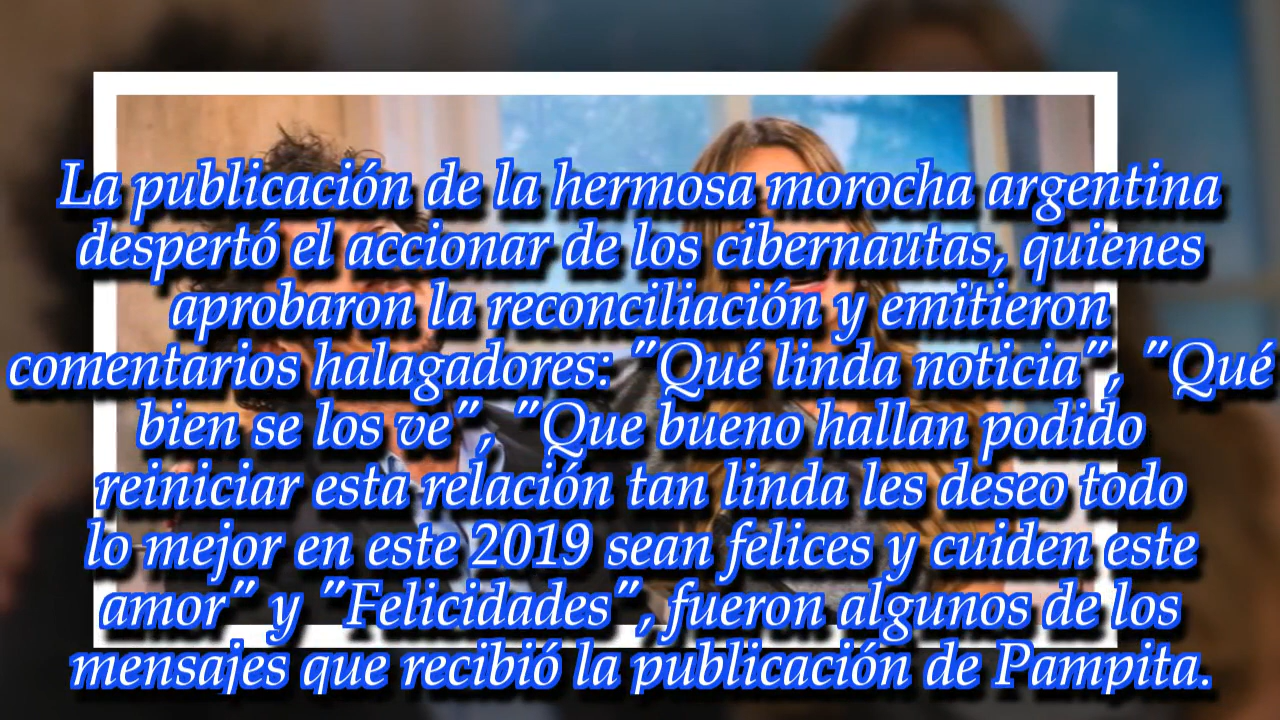 La publicación de la hermosa morocha argentina
despertó el accionar de los cibernautas, quienes
aprobaron la reconciliación y emitieron
comentarios halagadores: "Qué linda noticia", "Qué
bien se los ve", "Que bueno hallan podido
reiniciar esta relación tan linda les deseo todo
lo mejor en este 2019 sean felices y cuiden este
amor" y "Felicidades", fueron algunos de los
mensajes que recibió la publicación de Pampita.